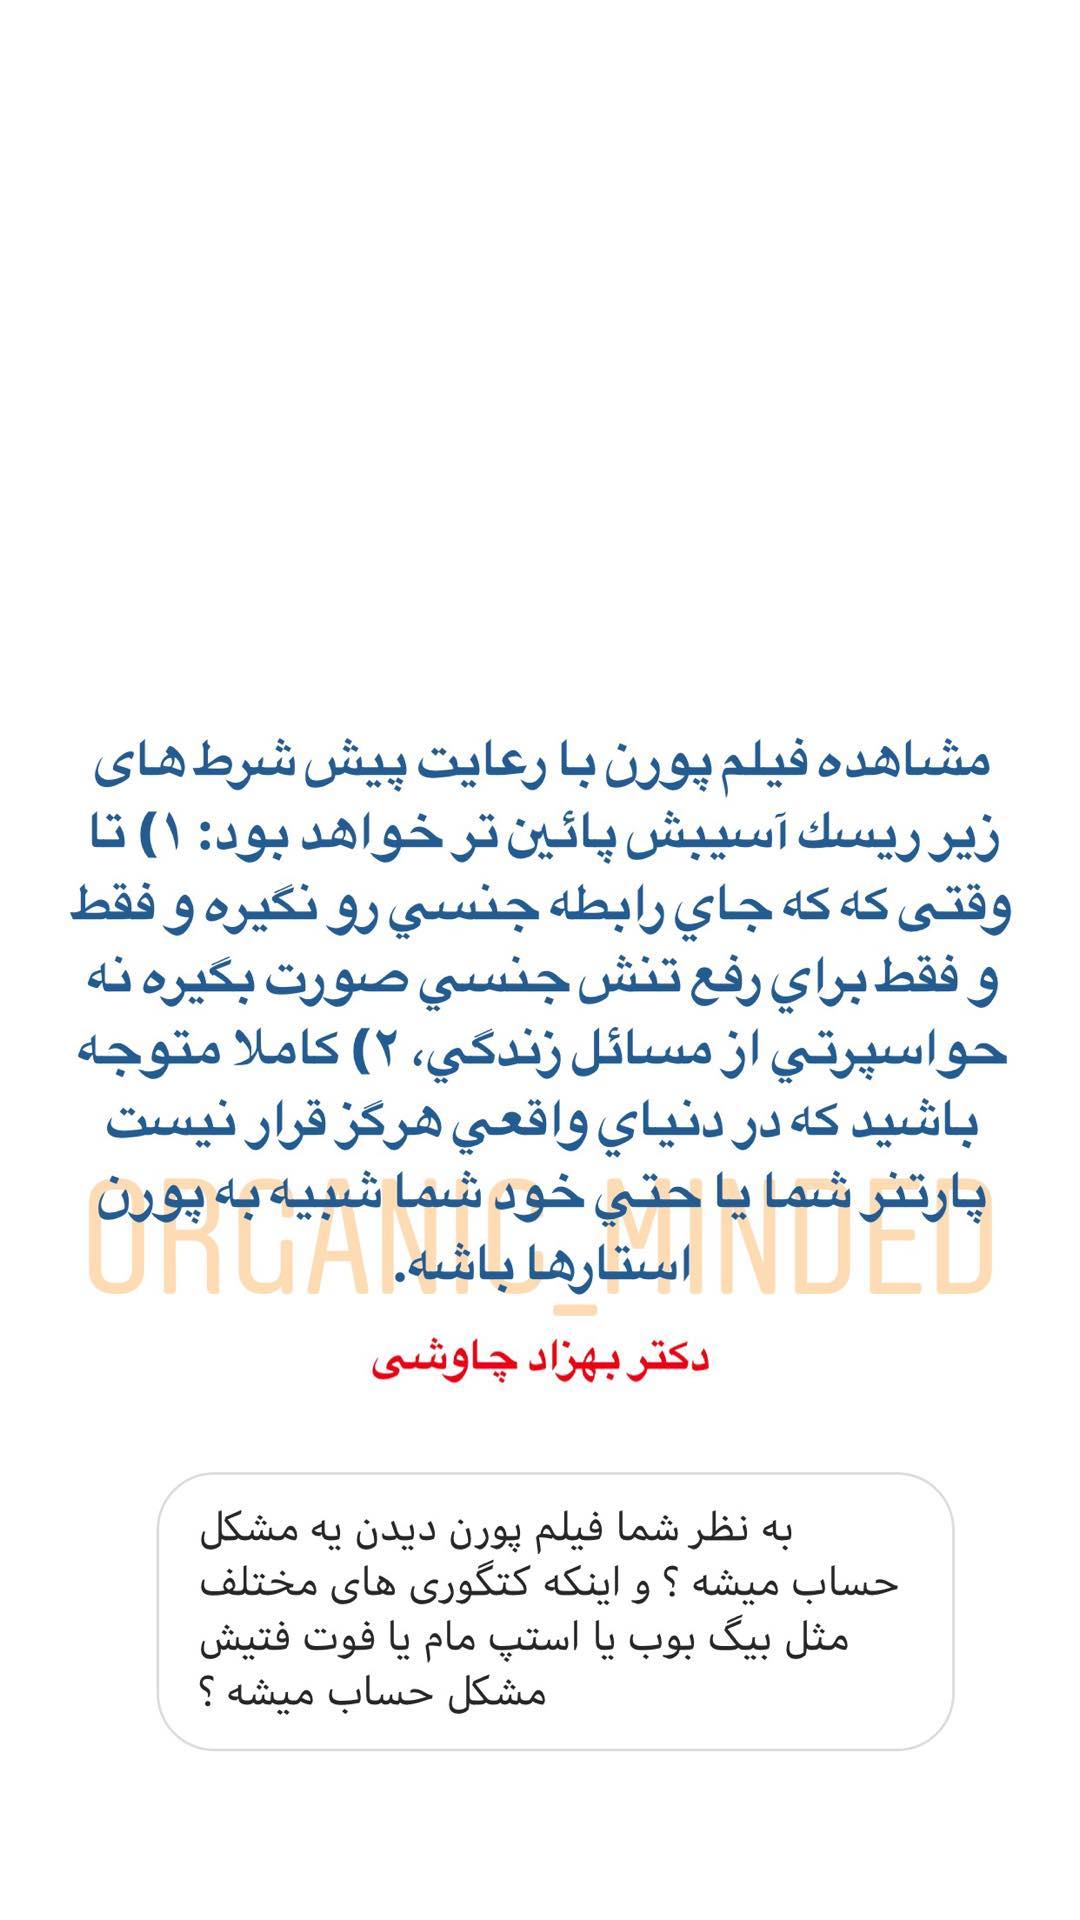 مشاهده فیلم پورن با رعایت پیش شرط های
زیر ریسك آسیبش پائین تر خواهد بود: ۱) تا
وقتی که که جاي رابطه جنسي رو نگیره و فقط
و فقط براي رفع تنش جنسي صورت بگیره نه
حواسپرتي از مسائل زندگي، ۲) کاملا متوجه
باشید که در دنیاي واقعي هرگز قرار نیست
پارتنر شما یا حتي خود شما شبیه به پورن
استارها باشه.
ORGANIC_MINDED
دکتر بهزاد چاوشی
به نظر شما فیلم پورن دیدن یه مشکل
حساب میشه ؟ و اینکه کتگوری های مختلف
مثل بیگ بوب یا استپ مام یا فوت فتیش
مشکل حساب میشه ؟